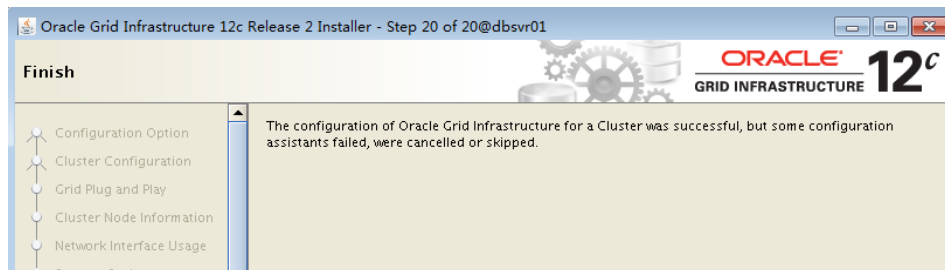 Oracle Grid Infrastructure 12c Release 2 Installer - Step 20 of 20@dbsvr01
Finish
ORACLE
GRID INFRASTRUCTURE
12c
Configuration Option
Cluster Configuration
Grid Plug and Play
Cluster Node Information
Network Interface Usage
The configuration of Oracle Grid Infrastructure for a Cluster was successful, but some configuration
assistants failed, were cancelled or skipped.